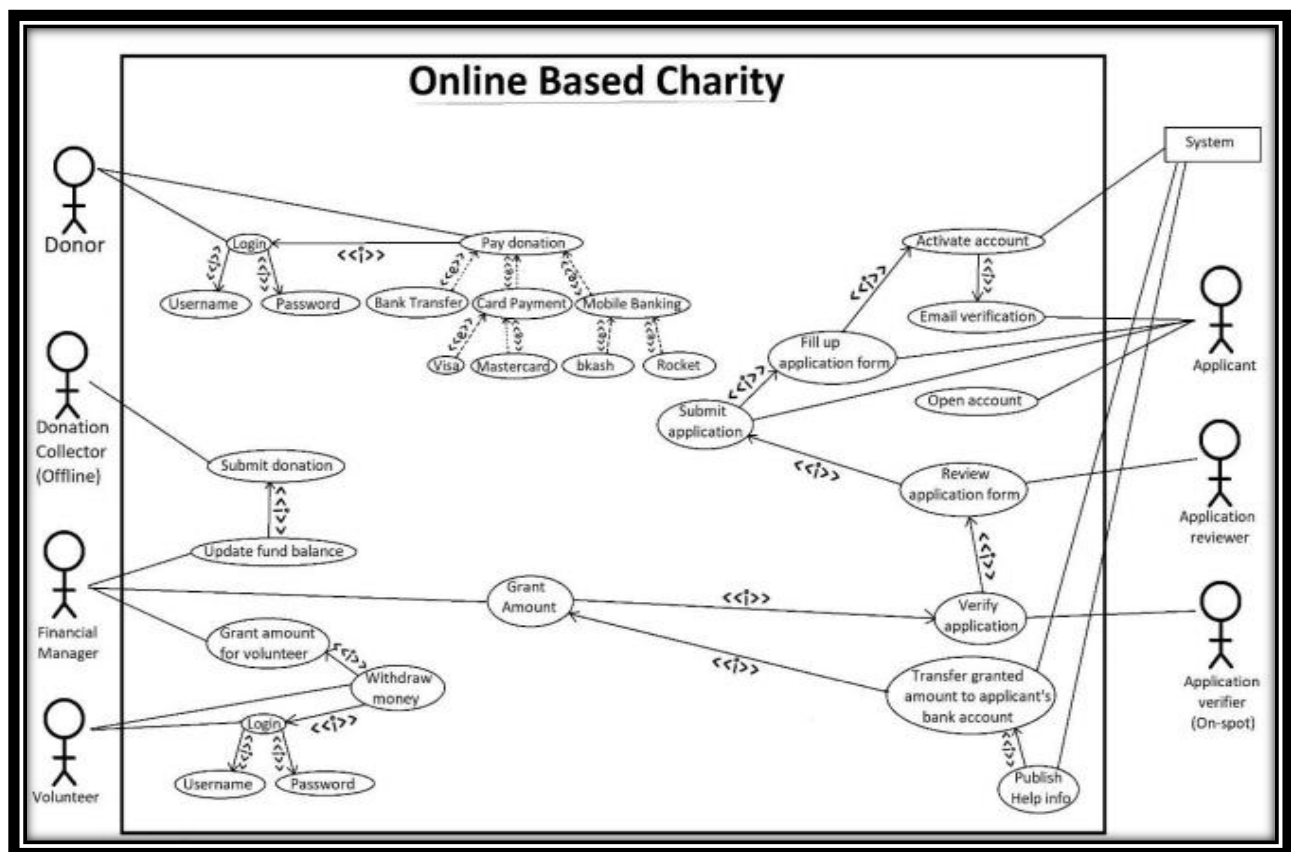 Online Based Charity
System
Donor
Login
<<i>>
Pay donation
Activate account
<<i>>
<<i>>
<<e>>
<<e>>
<<e>>
<<i>>
<<i>>
Username
Password
Bank Transfer
Card Payment
Mobile Banking
Email verification
<<e>>
<<e>>
<<e>>
<<e>>
Visa
Mastercard
bkash
Rocket
Fill up
application form
Applicant
<<i>>
Open account
Submit
application
Donation
Collector
(Offline)
Submit donation
<<i>>
<<i>>
Review
application form
Application
reviewer
Update fund balance
<<i>>
Financial
Manager
Grant
Amount
<<i>>
Verify
application
Grant amount
for volunteer
<<i>>
Withdraw
money
<<i>>
<<i>>
Transfer granted
amount to applicant's
bank account
Application
verifier
(On-spot)
Volunteer
Login
<<i>>
<<i>>
Username
Password
<<i>>
Publish
Help info